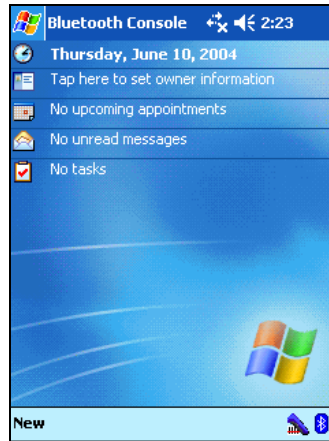 Bluetooth Console 2:23
Thursday, June 10, 2004
Tap here to set owner information
No upcoming appointments
No unread messages
No tasks
New